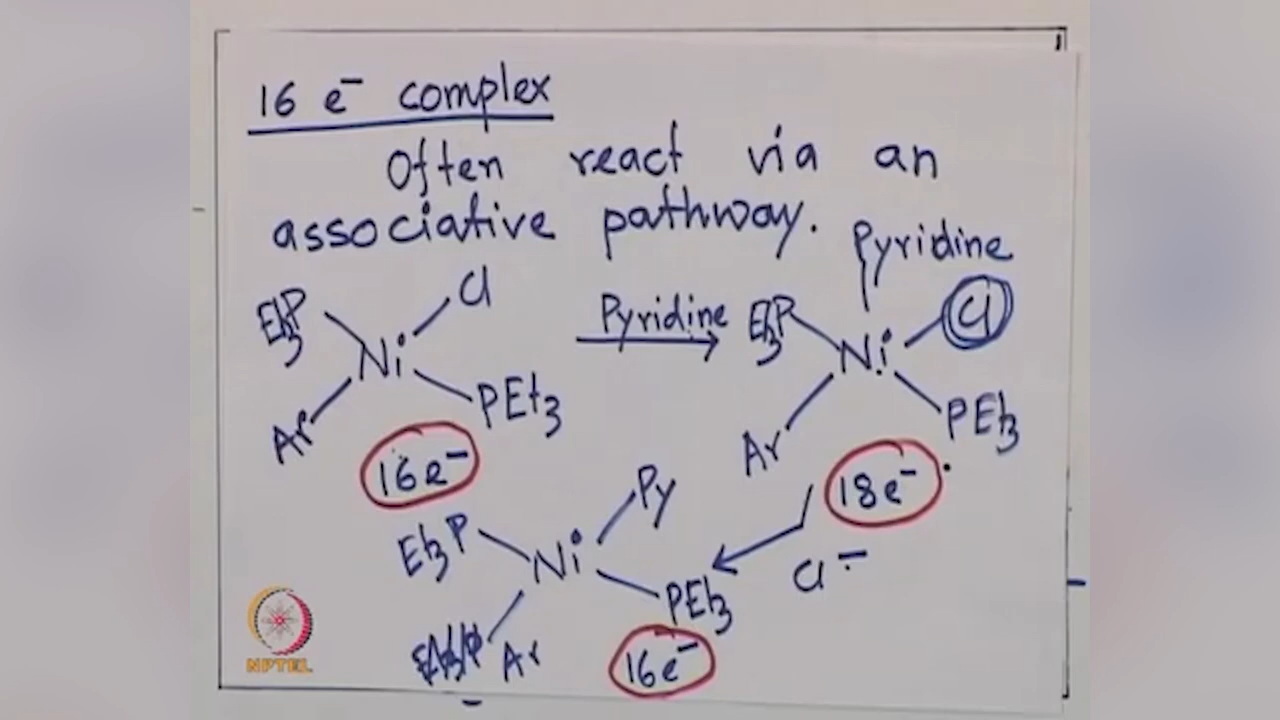 16 e⁻ complex
Often react via an
associative pathway.
Pyridine
Et₃P Cl
Ni
Ar PEt₃
16e⁻
Pyridine
Et₃P Cl
Ni
Ar PEt₃
18e⁻
Cl⁻
Et₃P Py
Ni
Ar PEt₃
16e⁻
NPTEL